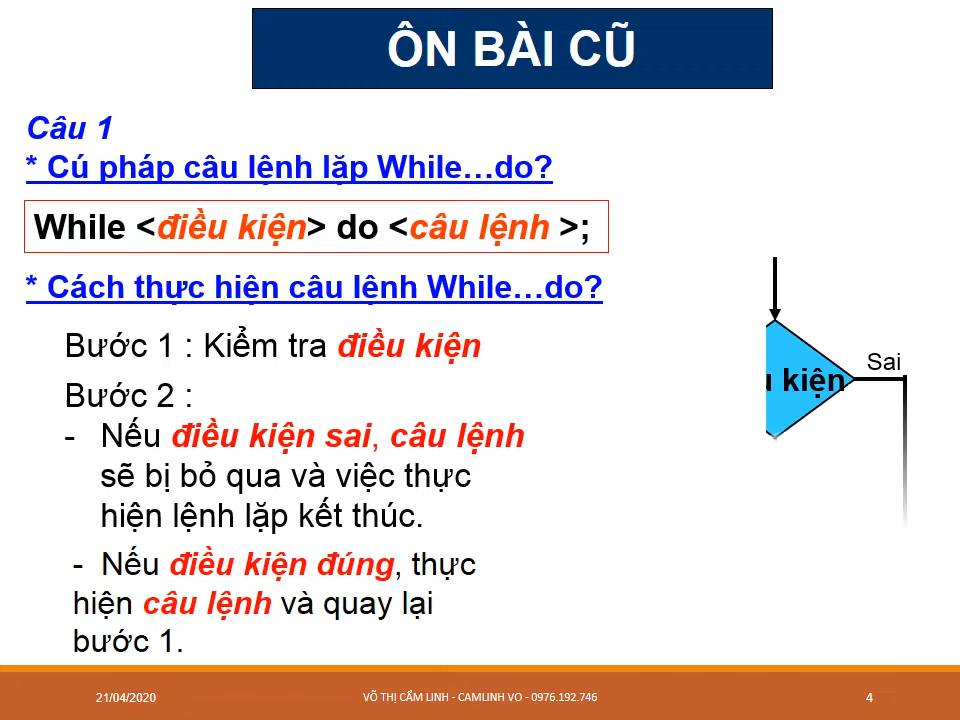 ÔN BÀI CŨ
Câu 1
* Cú pháp câu lệnh lặp While…do?
While <điều kiện> do <câu lệnh >;
* Cách thực hiện câu lệnh While…do?
Bước 1 : Kiểm tra điều kiện
Bước 2 :
- Nếu điều kiện sai, câu lệnh
sẽ bị bỏ qua và việc thực
hiện lệnh lặp kết thúc.
- Nếu điều kiện đúng, thực
hiện câu lệnh và quay lại
bước 1.
kiện
Sai
21/04/2020
VÕ THỊ CẨM LINH - CAMLINH VO - 0976.192.746
4